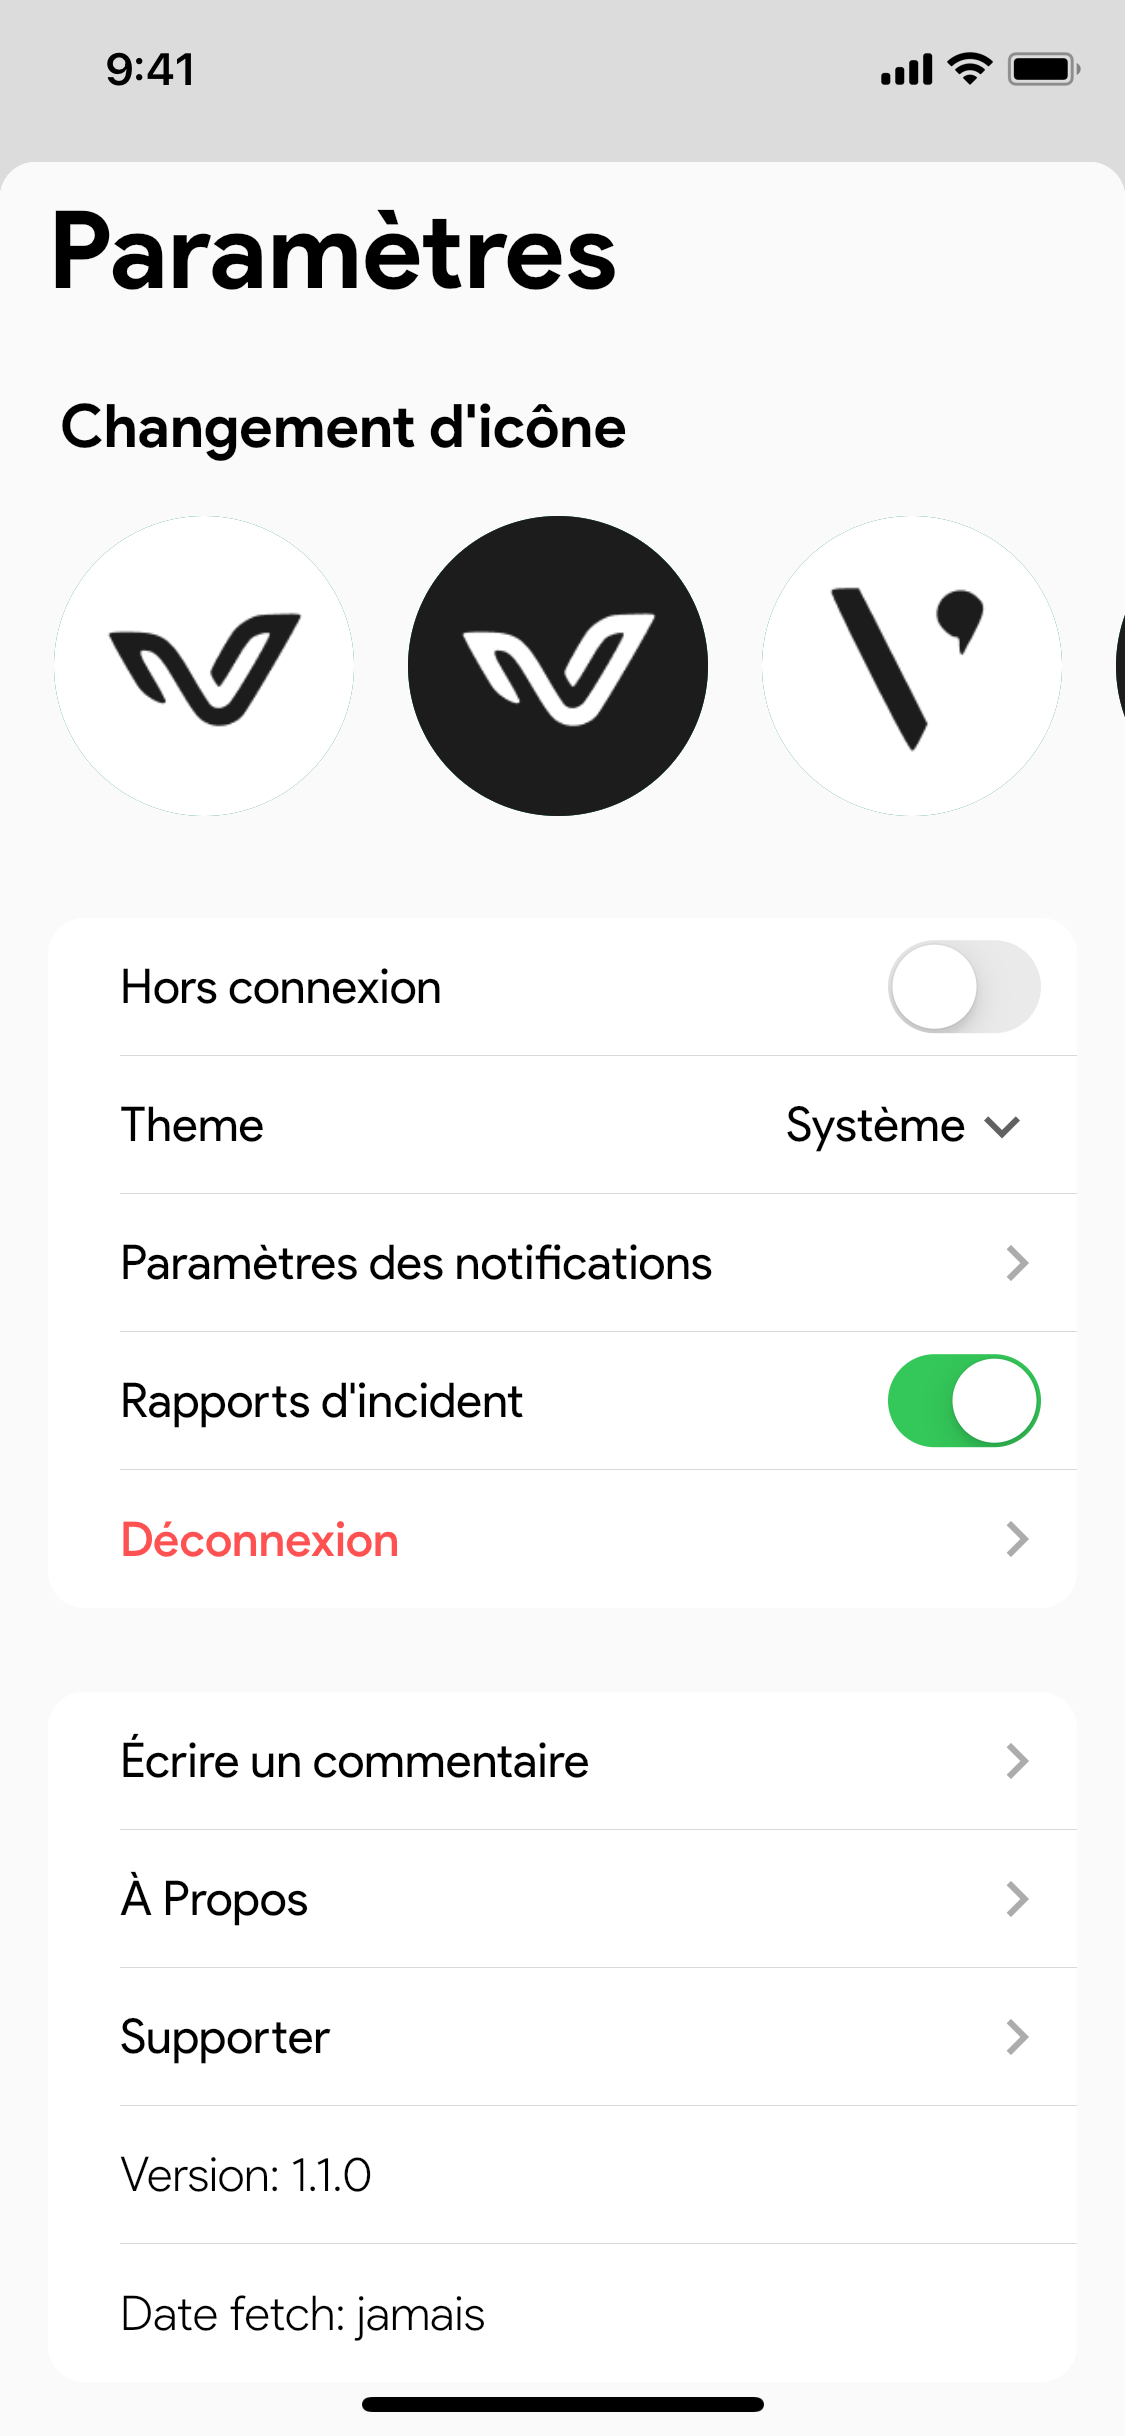 9:41
Paramètres
Changement d'icône
Hors connexion
Theme
Système
Paramètres des notifications
Rapports d'incident
Déconnexion
Écrire un commentaire
À Propos
Supporter
Version: 1.1.0
Date fetch: jamais